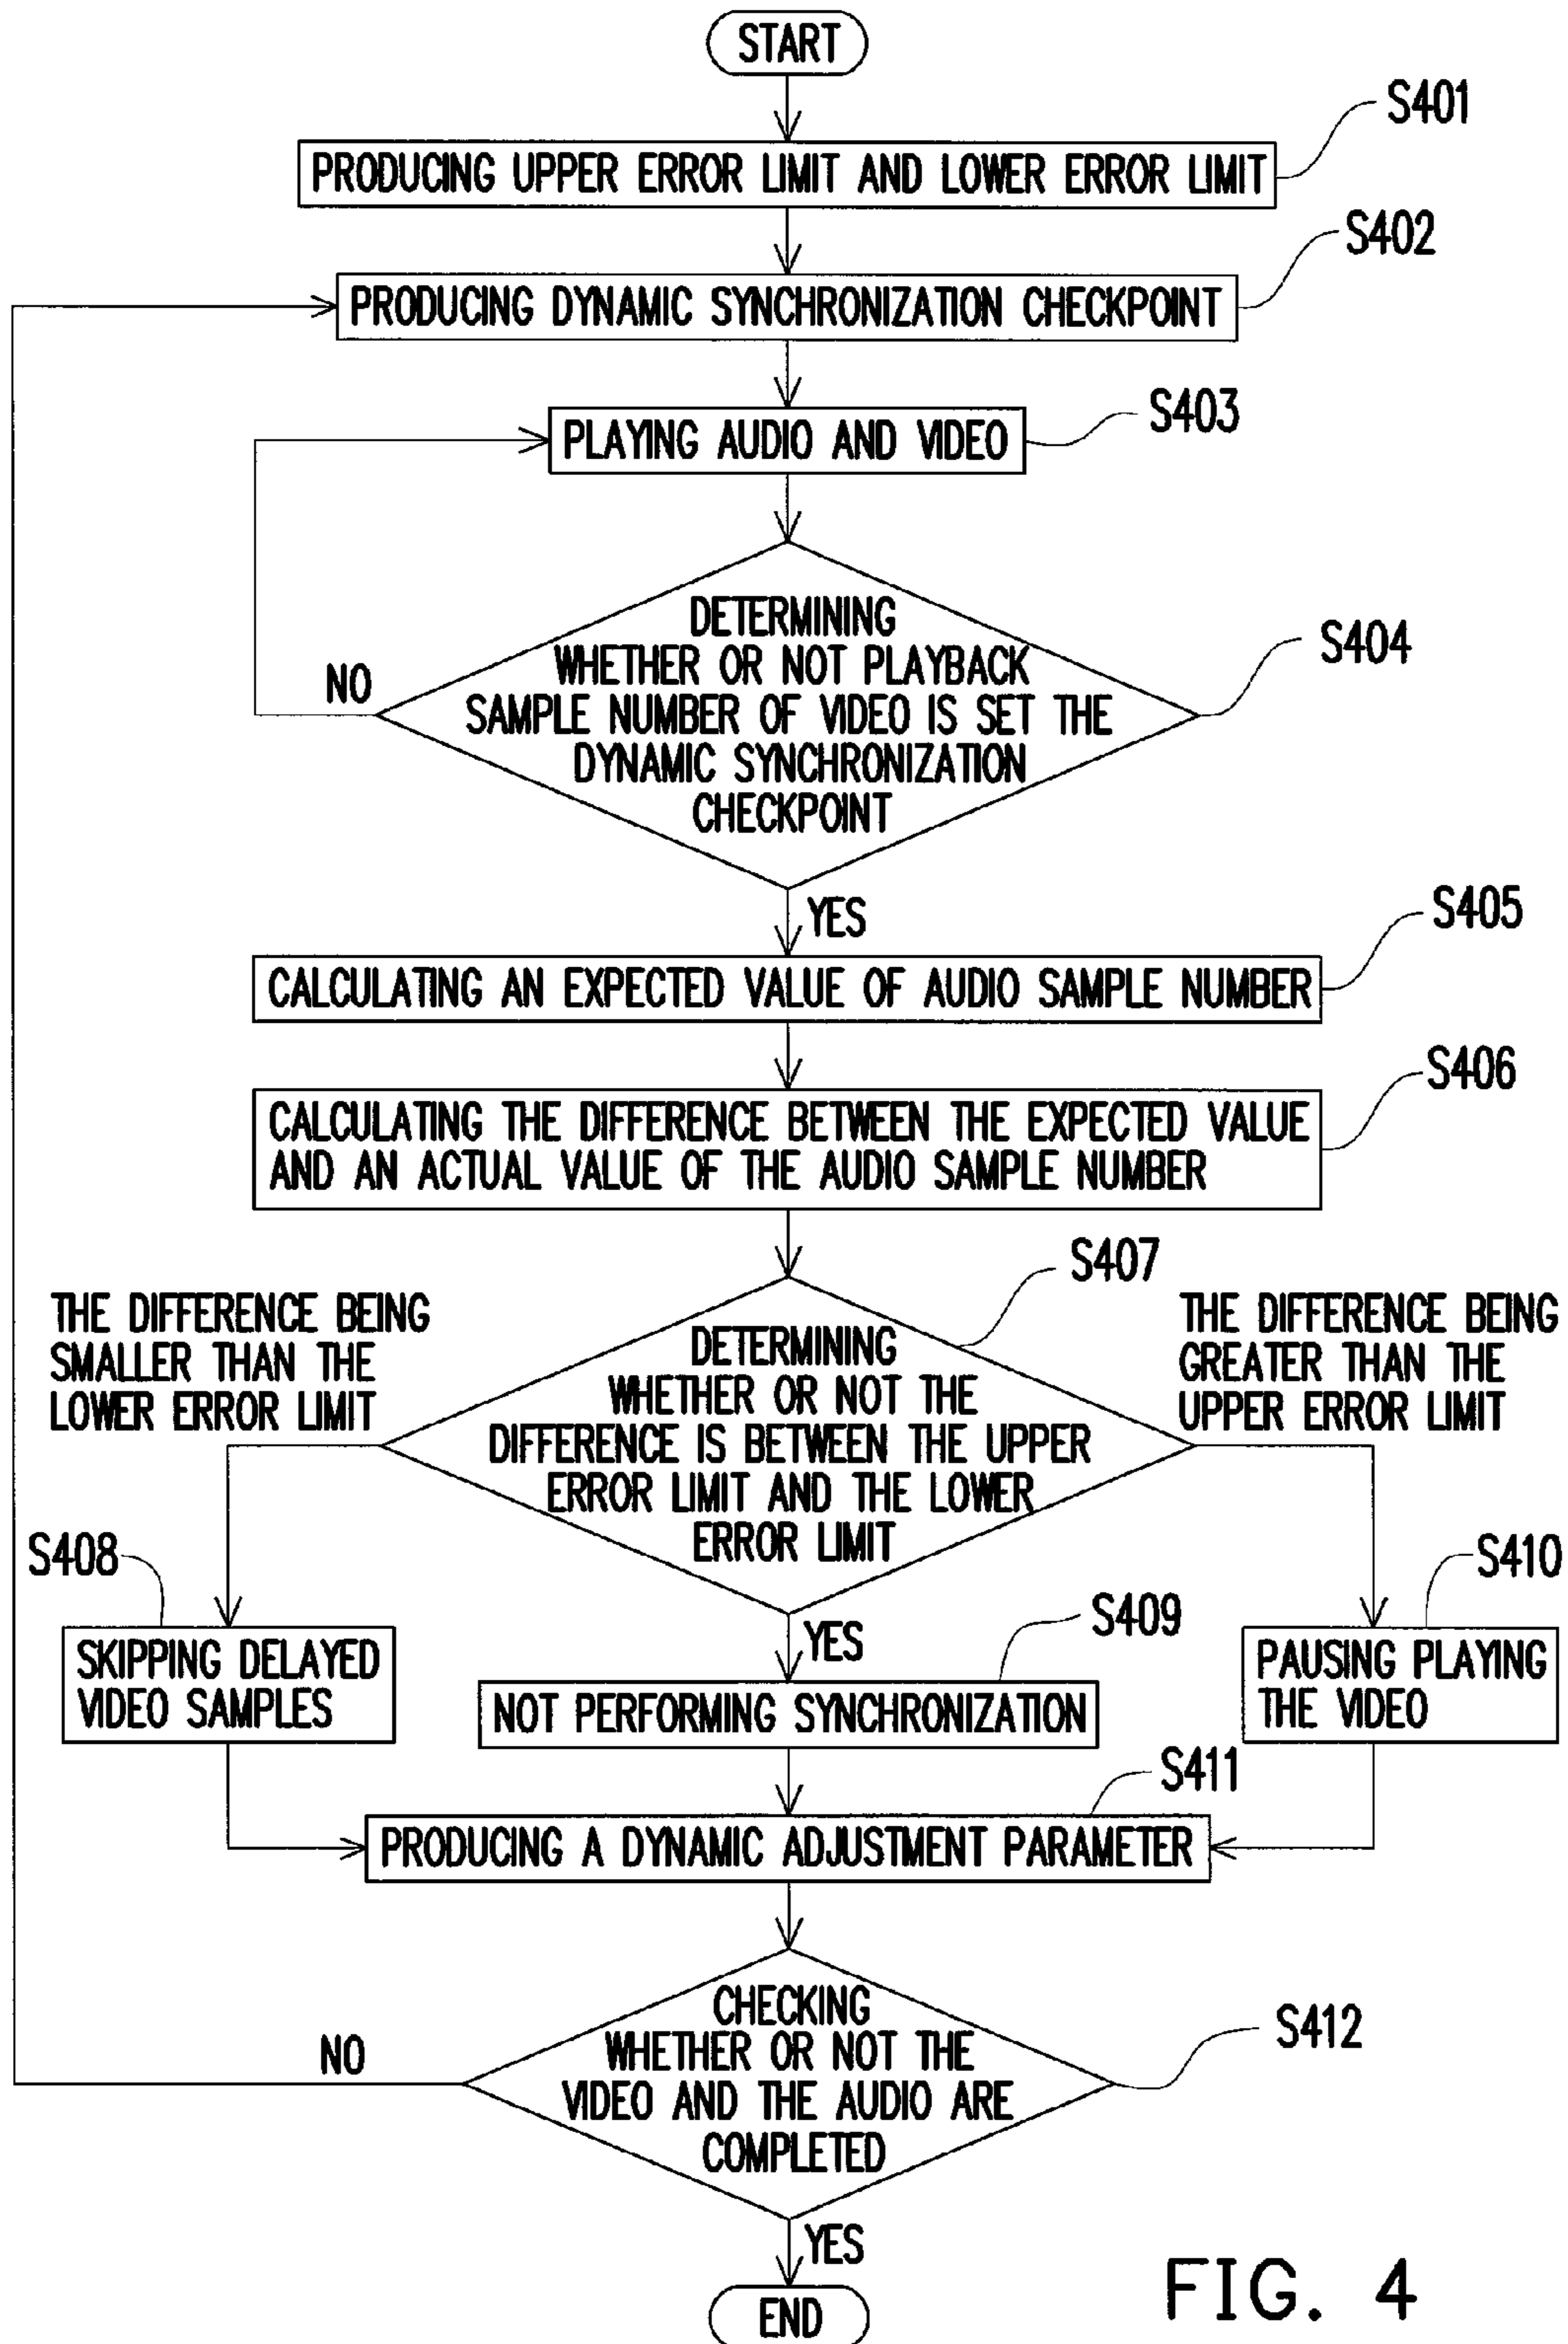 START
S401
PRODUCING UPPER ERROR LIMIT AND LOWER ERROR LIMIT
S402
PRODUCING DYNAMIC SYNCHRONIZATION CHECKPOINT
S403
PLAYING AUDIO AND VIDEO
DETERMINING
WHETHER OR NOT PLAYBACK
SAMPLE NUMBER OF VIDEO IS SET THE
DYNAMIC SYNCHRONIZATION
CHECKPOINT
S404
NO
YES
S405
CALCULATING AN EXPECTED VALUE OF AUDIO SAMPLE NUMBER
S406
CALCULATING THE DIFFERENCE BETWEEN THE EXPECTED VALUE
AND AN ACTUAL VALUE OF THE AUDIO SAMPLE NUMBER
S407
THE DIFFERENCE BEING
SMALLER THAN THE
LOWER ERROR LIMIT
DETERMINING
WHETHER OR NOT THE
DIFFERENCE IS BETWEEN THE UPPER
ERROR LIMIT AND THE LOWER
ERROR LIMIT
THE DIFFERENCE BEING
GREATER THAN THE
UPPER ERROR LIMIT
S408
SKIPPING DELAYED
VIDEO SAMPLES
YES
S409
NOT PERFORMING SYNCHRONIZATION
S410
PAUSING PLAYING
THE VIDEO
S411
PRODUCING A DYNAMIC ADJUSTMENT PARAMETER
CHECKING
WHETHER OR NOT THE
VIDEO AND THE AUDIO ARE
COMPLETED
S412
NO
YES
END
FIG. 4